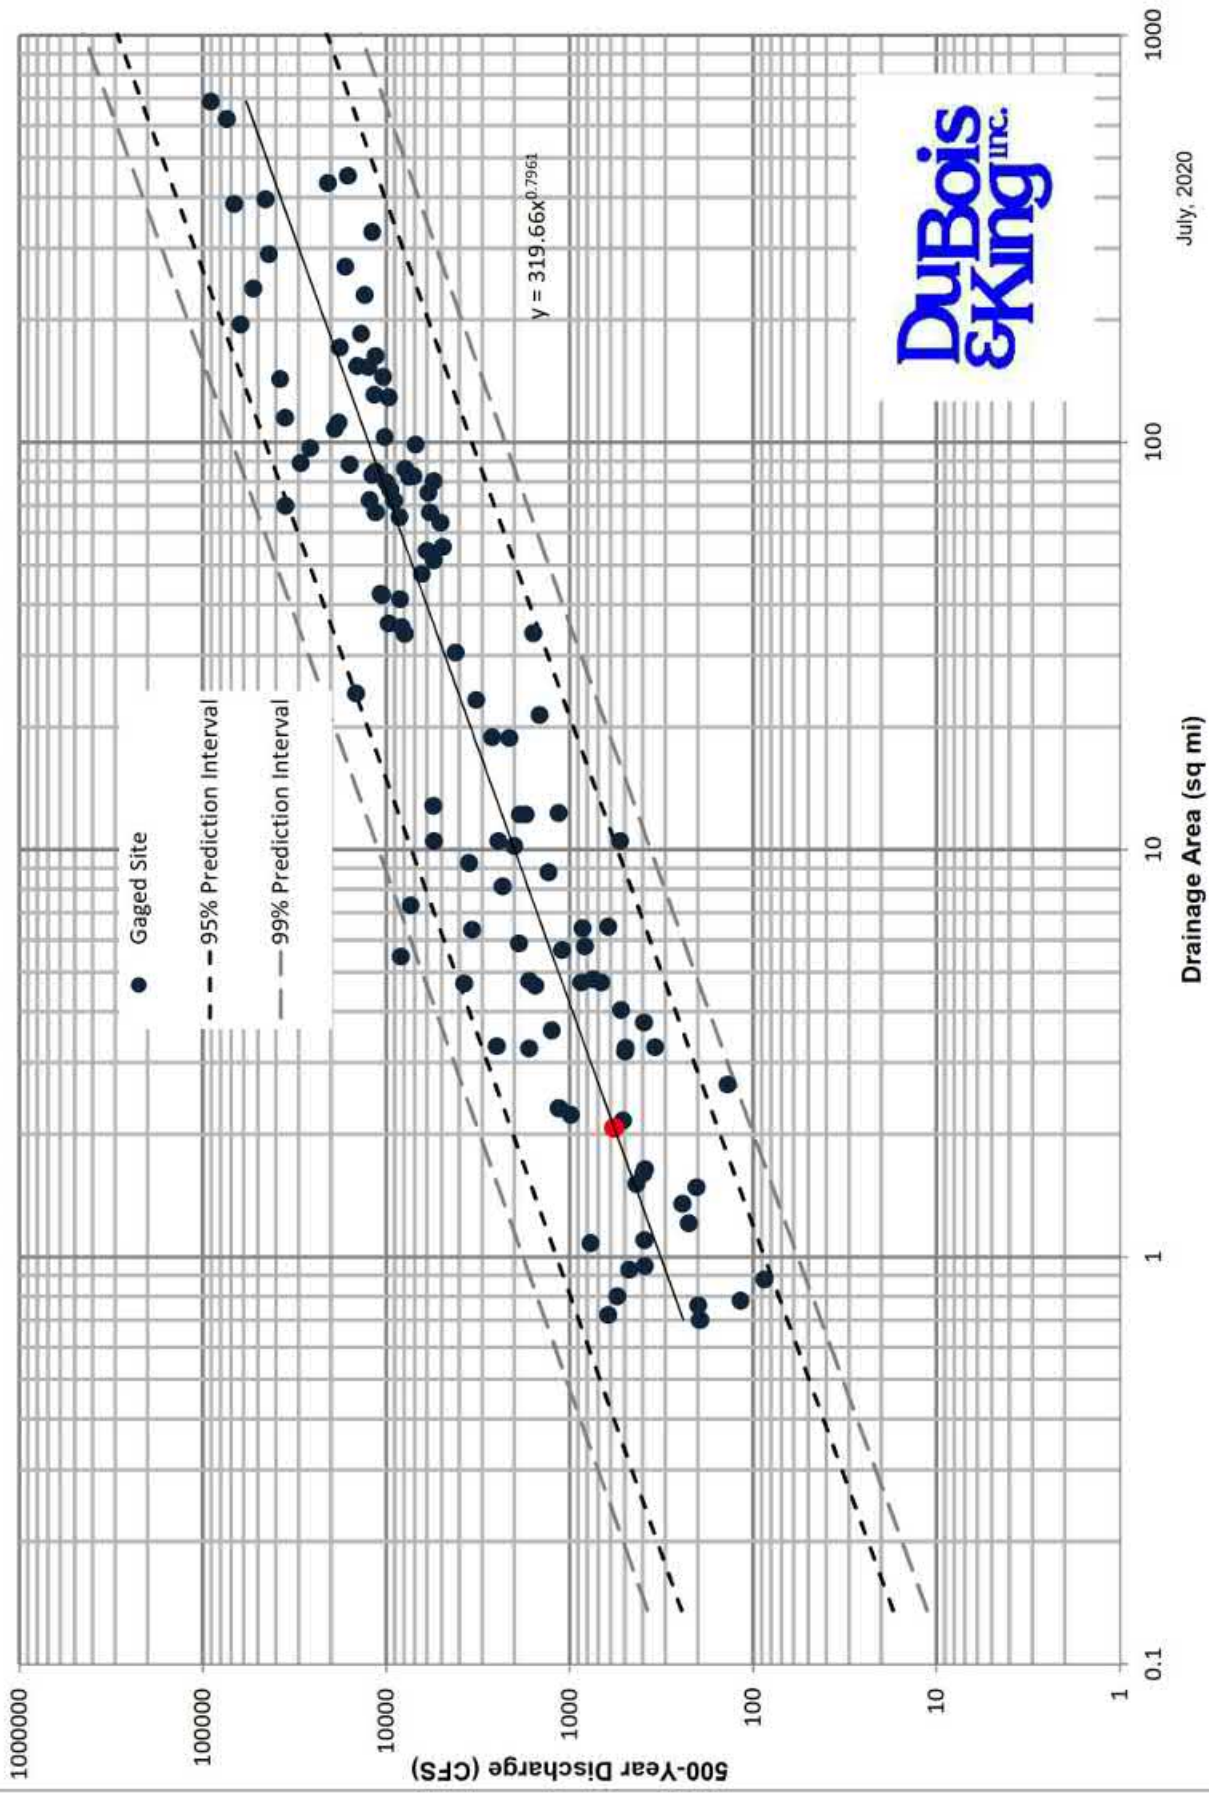 1000000
100000
10000
1000
100
10
1
500-Year Discharge (CFS)
Gaged Site
95% Prediction Interval
99% Prediction Interval
y = 319.66x0.7961
DuBois
&King inc.
0.1
1
10
100
1000
Drainage Area (sq mi)
July, 2020